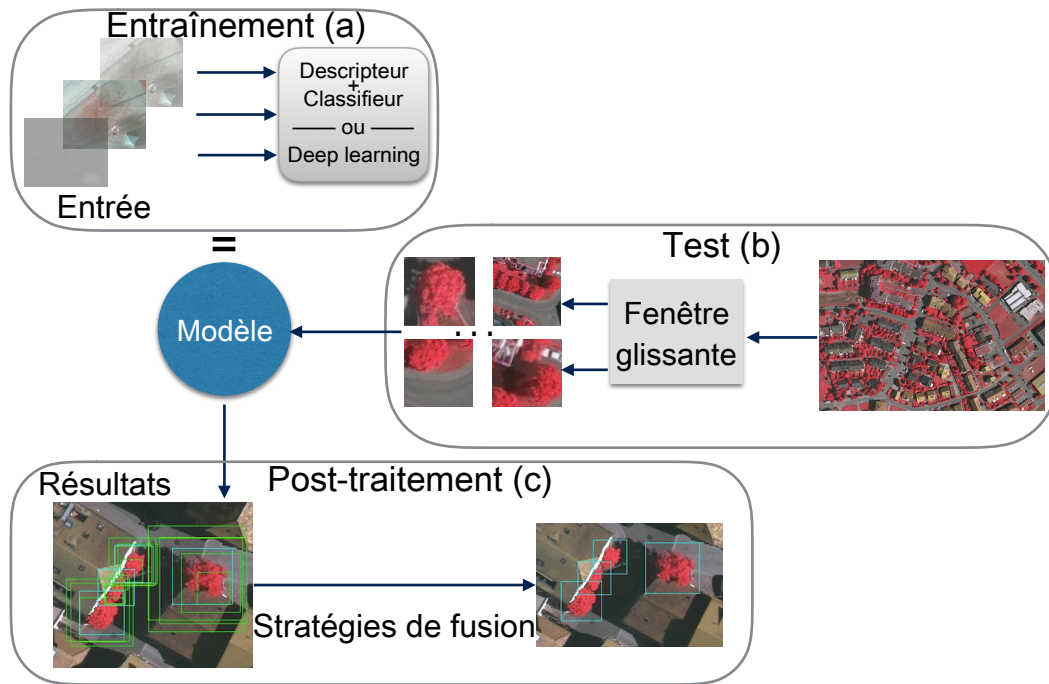 Entraînement (a)
Descripteur
+
Classifieur
ou
Deep learning
Entrée
=
Test (b)
Fenêtre
glissante
...
Modèle
Post-traitement (c)
Résultats
Stratégies de fusion